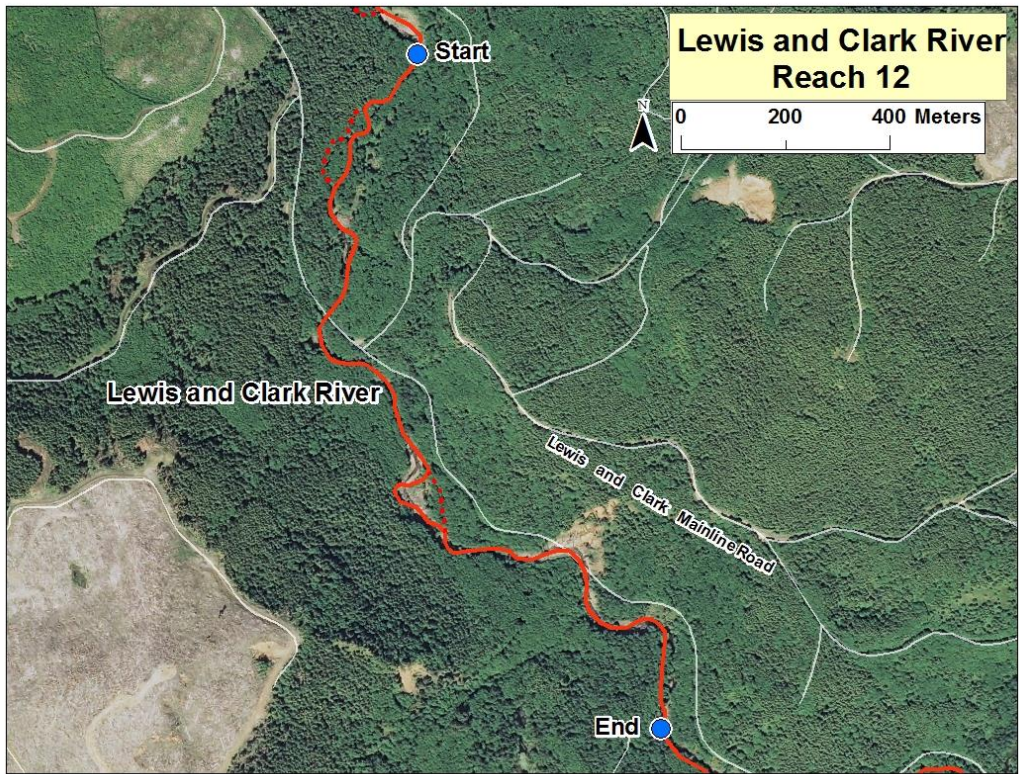 Lewis and Clark River
Reach 12
N
0 200 400 Meters
Start
Lewis and Clark River
Lewis and Clark Mainline Road
End